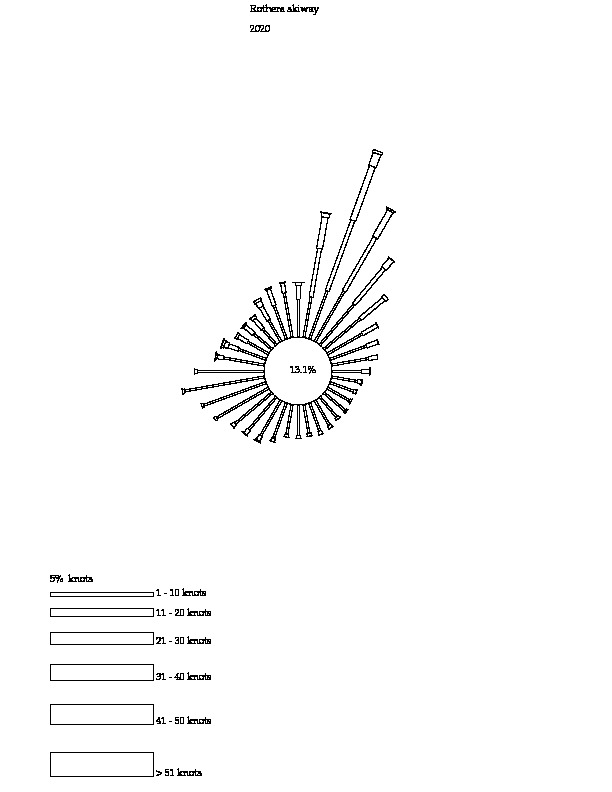 Rothera skiway
2020
13.1%
5% knots
1 - 10 knots
11 - 20 knots
21 - 30 knots
31 - 40 knots
41 - 50 knots
> 51 knots